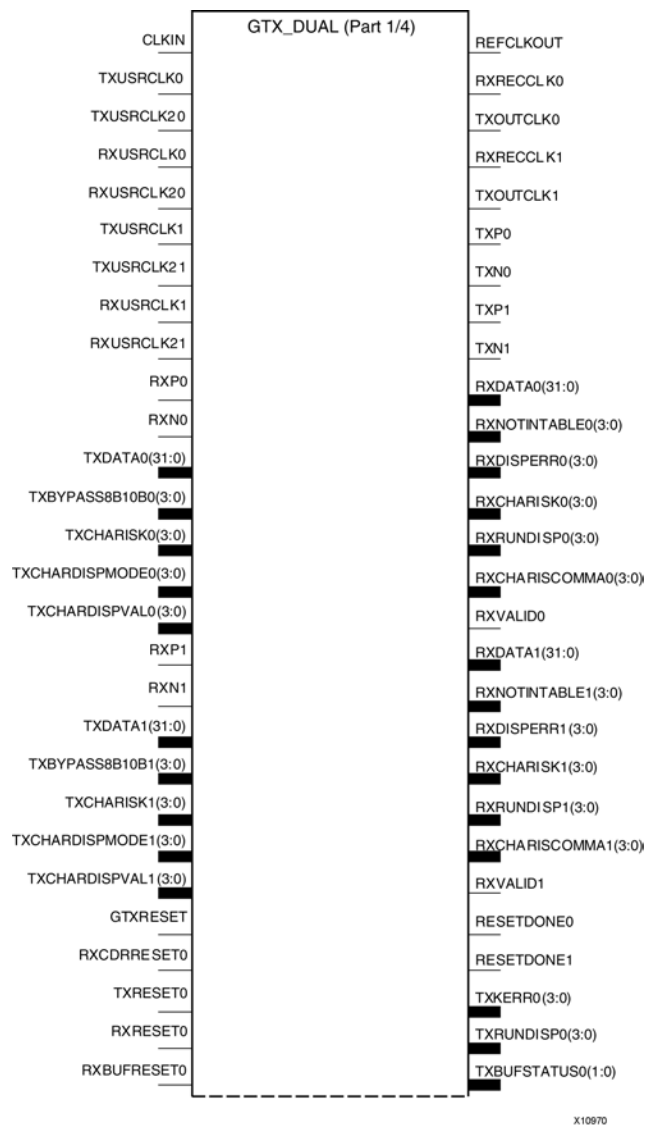 GTX_DUAL (Part 1/4)
CLKIN
TXUSRCLK0
TXUSRCLK20
RXUSRCLK0
RXUSRCLK20
TXUSRCLK1
TXUSRCLK21
RXUSRCLK1
RXUSRCLK21
RXP0
RXN0
TXDATA0(31:0)
TXBYPASS8B10B0(3:0)
TXCHARISK0(3:0)
TXCHARDISPMODE0(3:0)
TXCHARDISPVAL0(3:0)
RXP1
RXN1
TXDATA1(31:0)
TXBYPASS8B10B1(3:0)
TXCHARISK1(3:0)
TXCHARDISPMODE1(3:0)
TXCHARDISPVAL1(3:0)
GTXRESET
RXCDRRESET0
TXRESET0
RXRESET0
RXBUFRESET0
REFCLKOUT
RXRECCLK0
TXOUTCLK0
RXRECCLK1
TXOUTCLK1
TXP0
TXN0
TXP1
TXN1
RXDATA0(31:0)
RXNOTINTABLE0(3:0)
RXDISPERR0(3:0)
RXCHARISK0(3:0)
RXRUNDISP0(3:0)
RXCHARISCOMMA0(3:0)
RXVALID0
RXDATA1(31:0)
RXNOTINTABLE1(3:0)
RXDISPERR1(3:0)
RXCHARISK1(3:0)
RXRUNDISP1(3:0)
RXCHARISCOMMA1(3:0)
RXVALID1
RESETDONE0
RESETDONE1
TXKERR0(3:0)
TXRUNDISP0(3:0)
TXBUFSTATUS0(1:0)
X10970